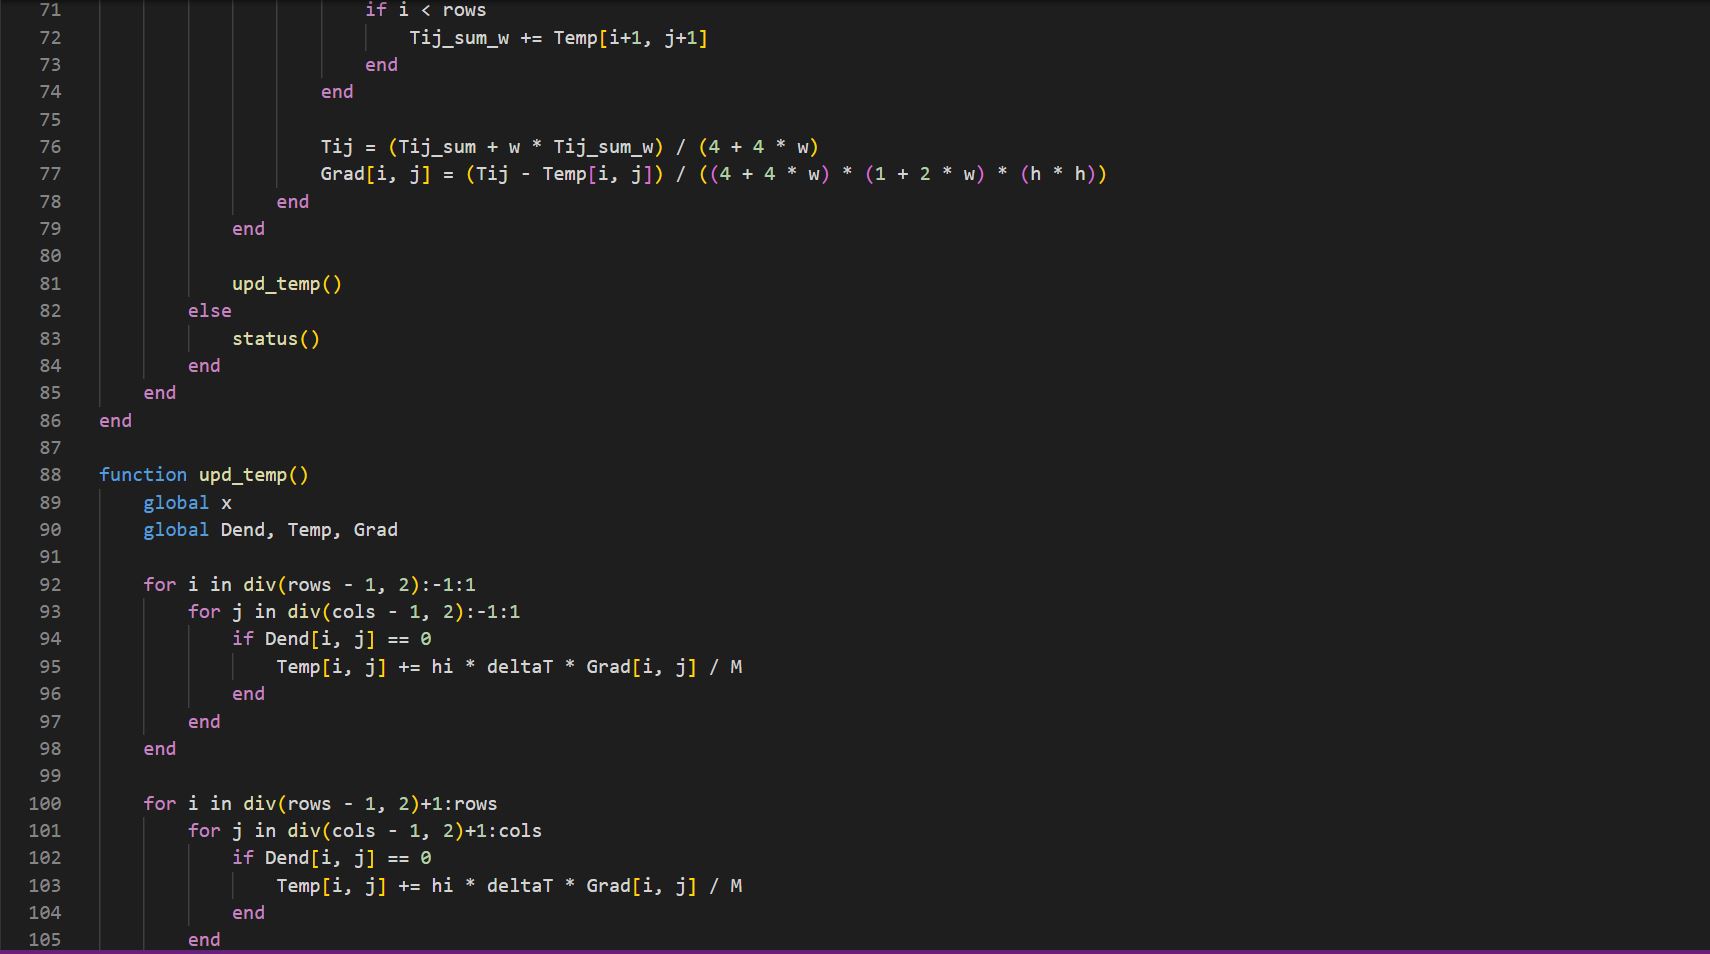 71 if i < rows
72 Tij_sum_w += Temp[i+1, j+1]
73 end
74 end
75
76 Tij = (Tij_sum + w * Tij_sum_w) / (4 + 4 * w)
77 Grad[i, j] = (Tij - Temp[i, j]) / ((4 + 4 * w) * (1 + 2 * w) * (h * h))
78 end
79 end
80
81 upd_temp()
82 else
83 status()
84 end
85 end
86 end
87
88 function upd_temp()
89 global x
90 global Dend, Temp, Grad
91
92 for i in div(rows - 1, 2):-1:1
93 for j in div(cols - 1, 2):-1:1
94 if Dend[i, j] == 0
95 Temp[i, j] += hi * deltaT * Grad[i, j] / M
96 end
97 end
98 end
99
100 for i in div(rows - 1, 2)+1:rows
101 for j in div(cols - 1, 2)+1:cols
102 if Dend[i, j] == 0
103 Temp[i, j] += hi * deltaT * Grad[i, j] / M
104 end
105 end